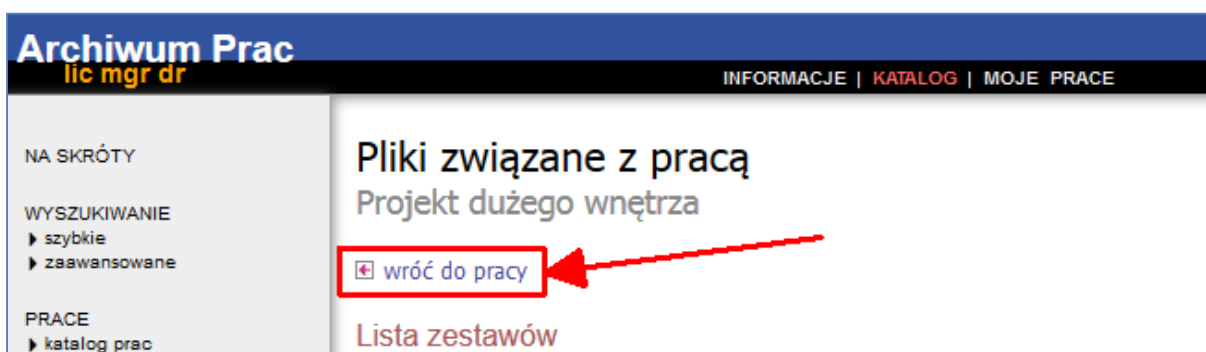 Archiwum Prac
lic mgr dr
INFORMACJE | KATALOG | MOJE PRACE
NA SKRÓTY
WYSZUKIWANIE
szybkie
zaawansowane
PRACE
katalog prac
Pliki związane z pracą
Projekt dużego wnętrza
wróć do pracy
Lista zestawów